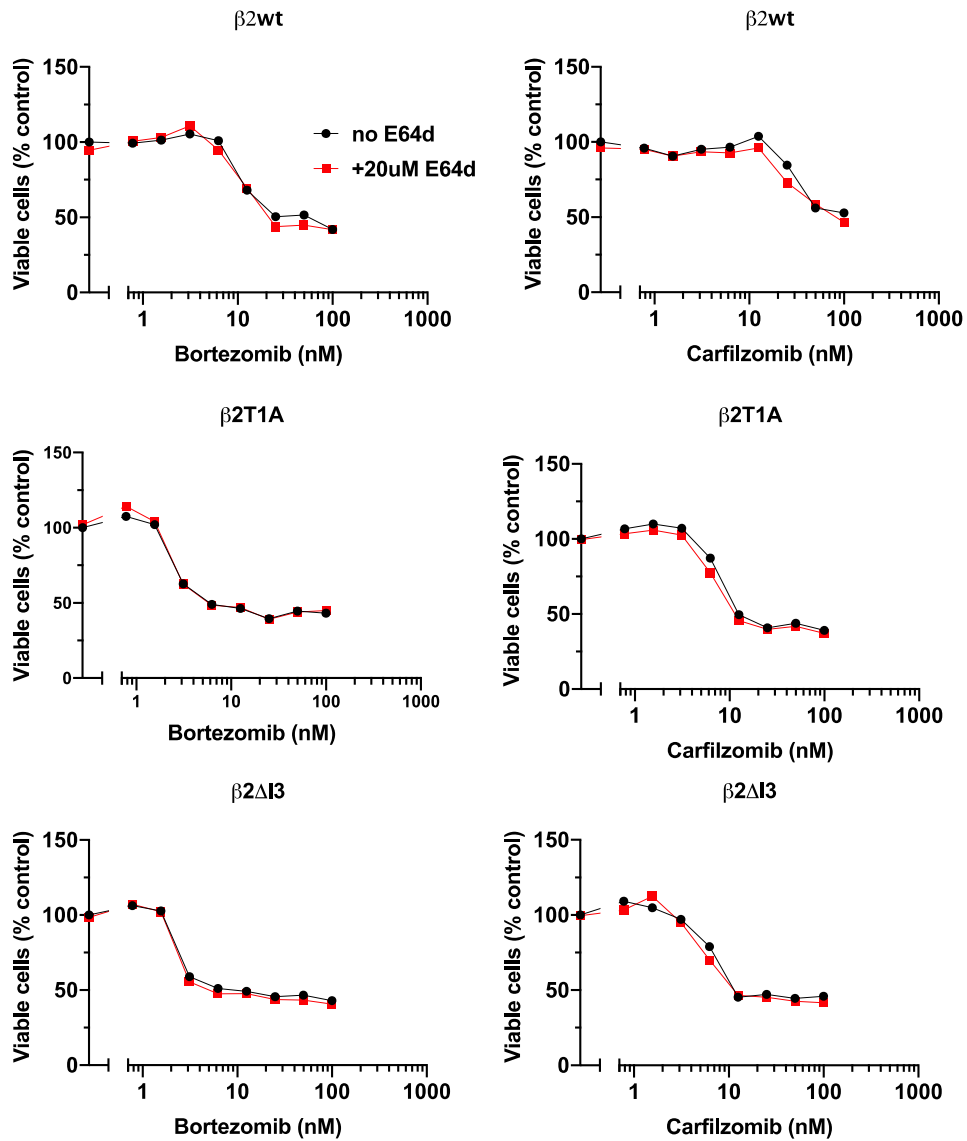 β2wt
150
100
50
0
Viable cells (% control)
no E64d
+20uM E64d
1 10 100 1000
Bortezomib (nM)
β2wt
150
100
50
0
Viable cells (% control)
1 10 100 1000
Carfilzomib (nM)
β2T1A
150
100
50
0
Viable cells (% control)
1 10 100 1000
Bortezomib (nM)
β2T1A
150
100
50
0
Viable cells (% control)
1 10 100 1000
Carfilzomib (nM)
β2ΔI3
150
100
50
0
Viable cells (% control)
1 10 100 1000
Bortezomib (nM)
β2ΔI3
150
100
50
0
Viable cells (% control)
1 10 100 1000
Carfilzomib (nM)